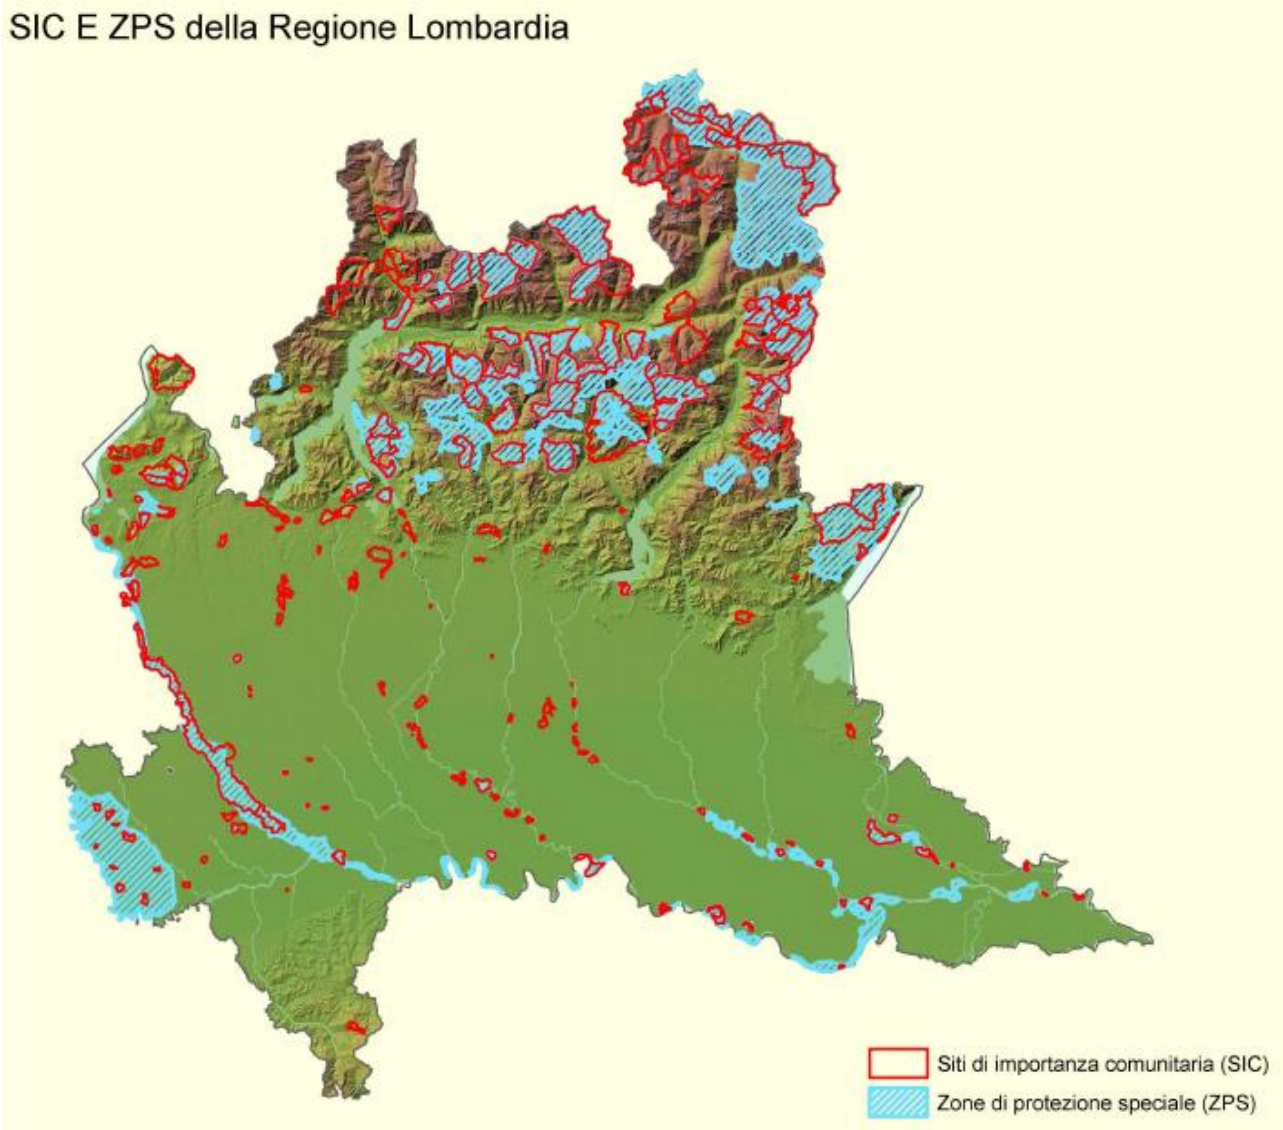 SIC E ZPS della Regione Lombardia
Siti di importanza comunitaria (SIC)
Zone di protezione speciale (ZPS)